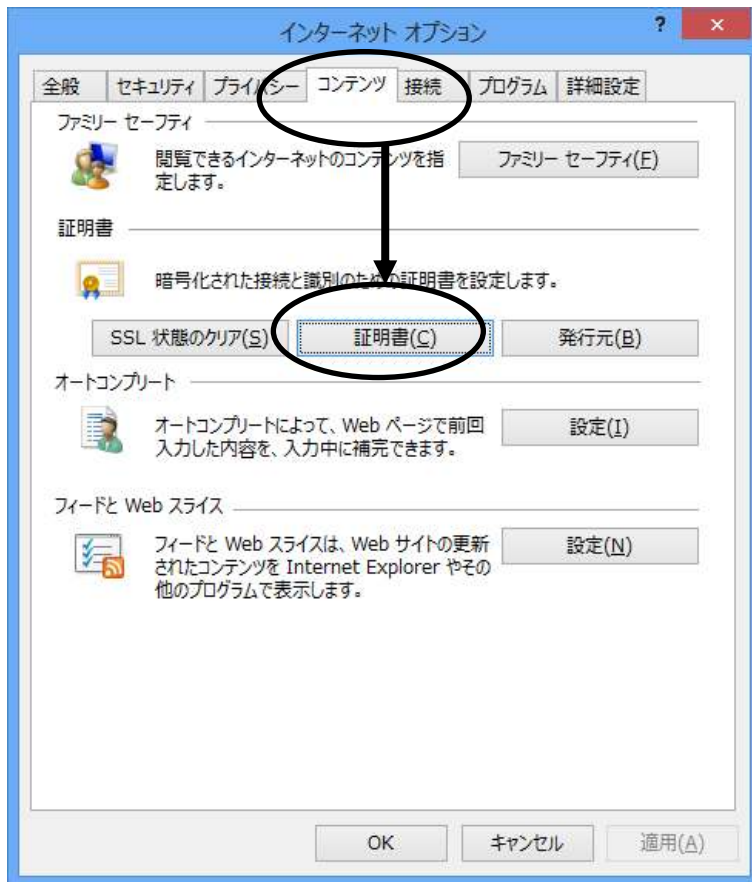 インターネット オプション
?
×
全般 セキュリティ プライバシー コンテンツ 接続 プログラム 詳細設定
ファミリー セーフティ
閲覧できるインターネットのコンテンツを指
定します。
ファミリー セーフティ(F)
証明書
暗号化された接続と識別のための証明書を設定します。
SSL 状態のクリア(S) 証明書(C) 発行元(B)
オートコンプリート
オートコンプリートによって、Web ページで前回
入力した内容を、入力中に補完できます。
設定(I)
フィードと Web スライス
フィードと Web スライスは、Web サイトの更新
されたコンテンツを Internet Explorer やその
他のプログラムで表示します。
設定(N)
OK キャンセル 適用(A)